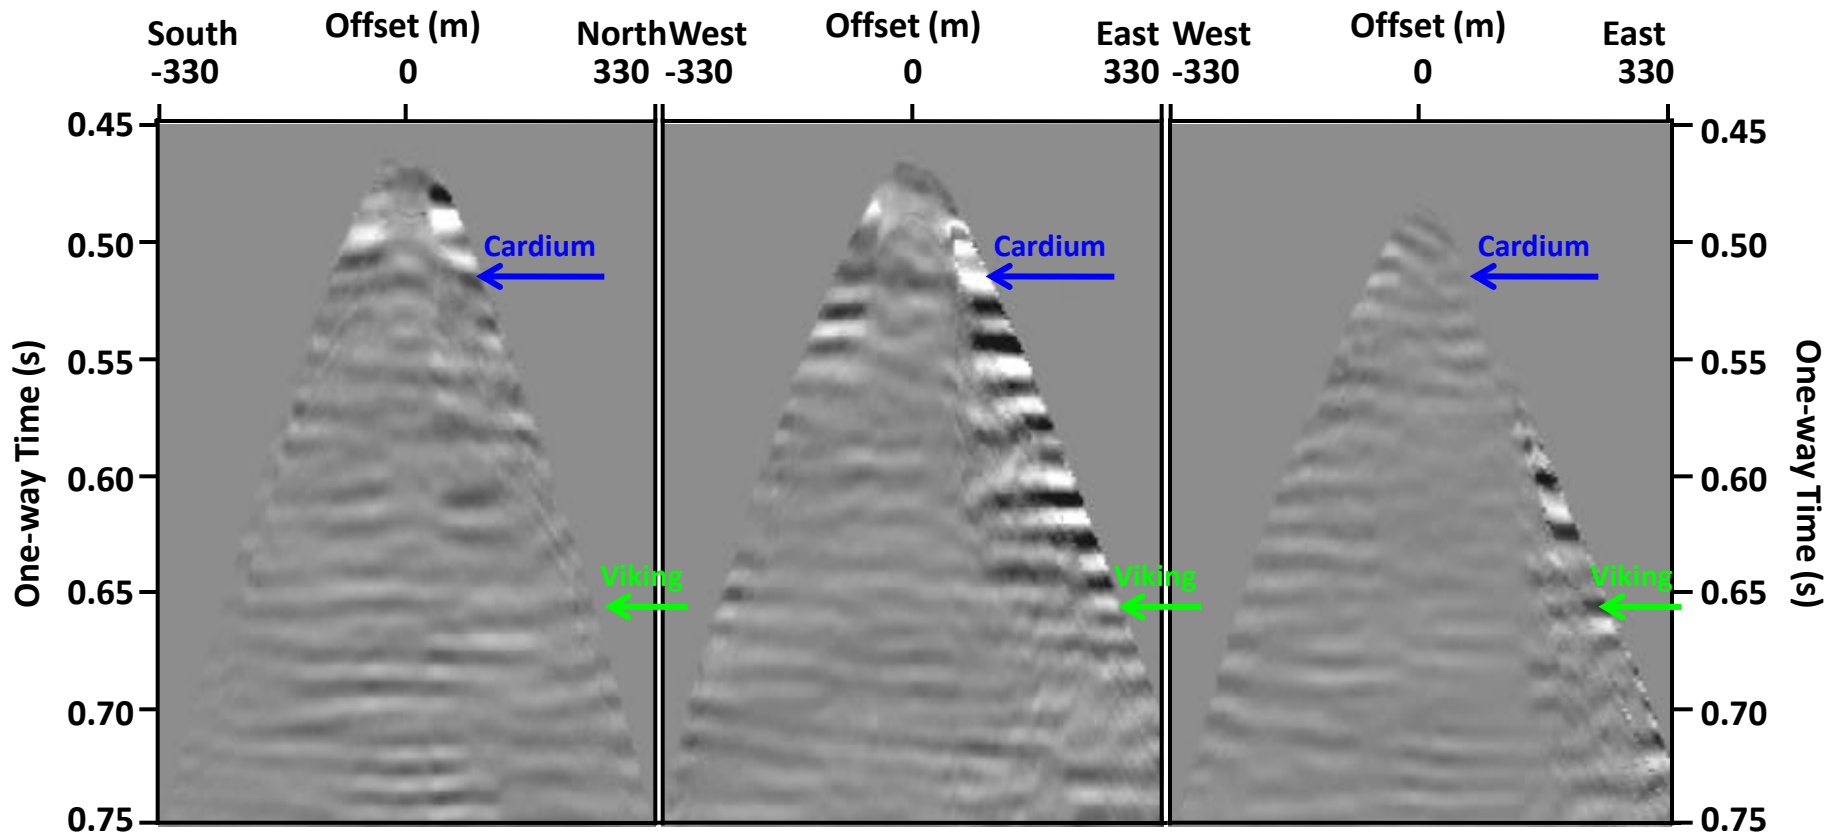 South Offset (m) North West Offset (m) East West Offset (m) East
-330 0 330 -330 0 330 -330 0 330
0.45 0.45
0.50 Cardium Cardium Cardium 0.50
0.55 0.55
One-way Time (s) One-way Time (s)
0.60 0.60
Viking Viking Viking
0.65 0.65
0.70 0.70
0.75 0.75